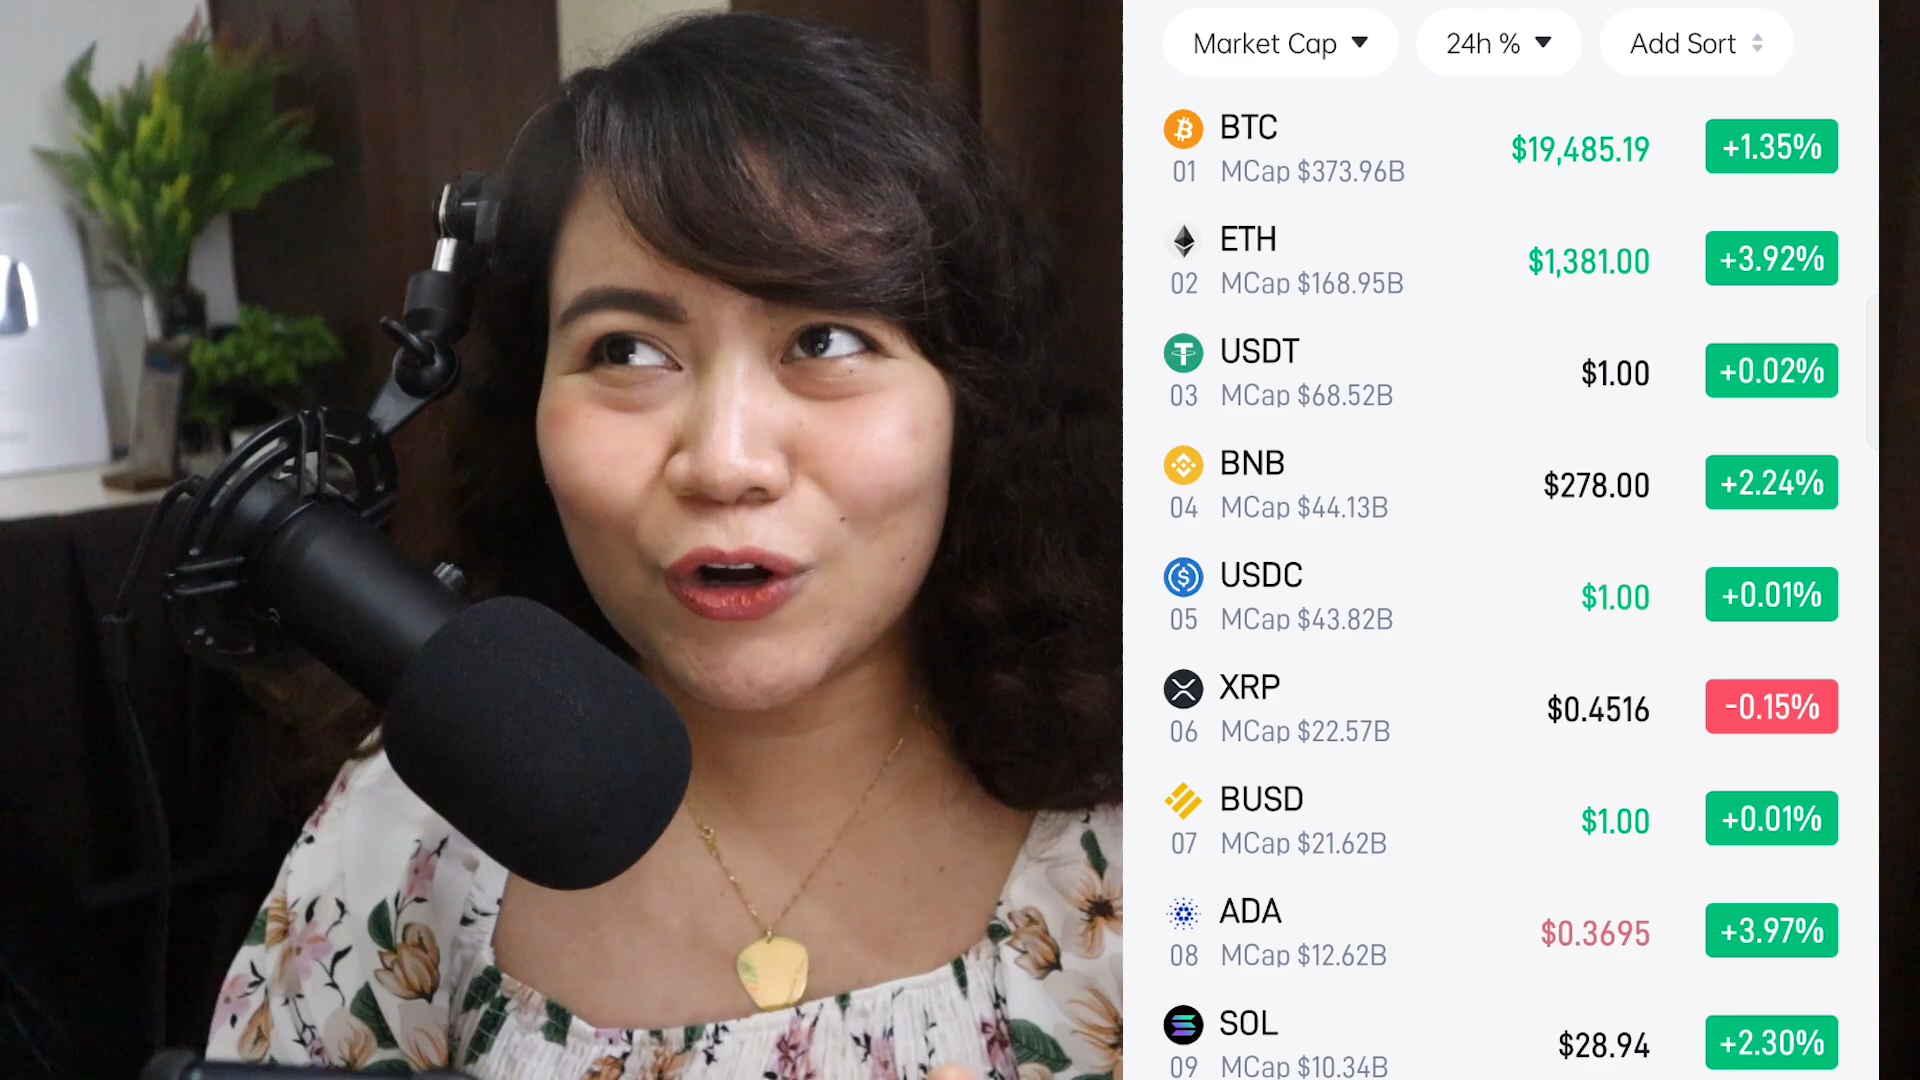 Market Cap
24h %
Add Sort
BTC
$19,485.19
+1.35%
01
MCap $373.96B
ETH
$1,381.00
+3.92%
02
MCap $168.95B
USDT
$1.00
+0.02%
03
MCap $68.52B
BNB
$278.00
+2.24%
04
MCap $44.13B
USDC
$1.00
+0.01%
05
MCap $43.82B
XRP
$0.4516
-0.15%
06
MCap $22.57B
BUSD
$1.00
+0.01%
07
MCap $21.62B
ADA
$0.3695
+3.97%
08
MCap $12.62B
SOL
$28.94
+2.30%
09
MCap $10.34B